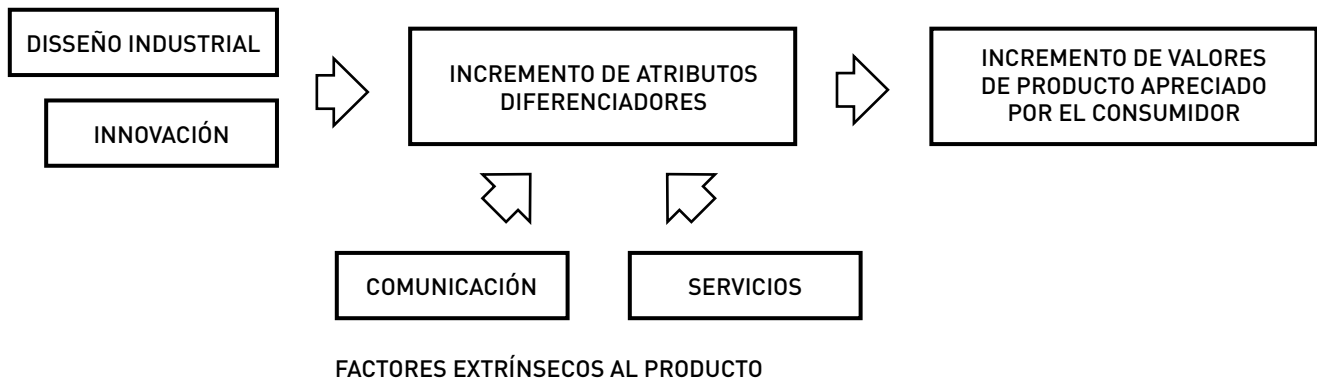 DISSEÑO INDUSTRIAL
INNOVACIÓN
INCREMENTO DE ATRIBUTOS
DIFERENCIADORES
INCREMENTO DE VALORES
DE PRODUCTO APRECIADO
POR EL CONSUMIDOR
COMUNICACIÓN
SERVICIOS
FACTORES EXTRÍNSECOS AL PRODUCTO